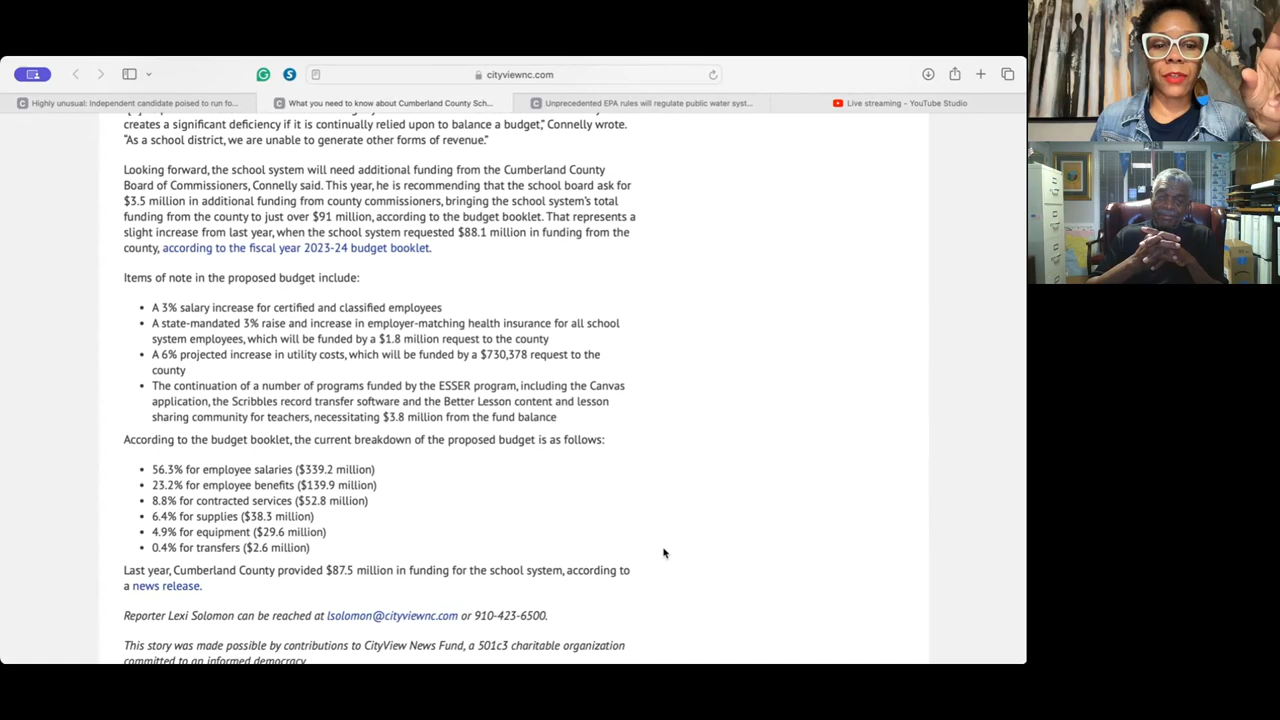 cityviewnc.com
Highly unusual: Independent candidate poised to run fo...
What you need to know about Cumberland County Sch...
Unprecedented EPA rules will regulate public water syst...
Live streaming - YouTube Studio
creates a significant deficiency if it is continually relied upon to balance a budget," Connelly wrote.
"As a school district, we are unable to generate other forms of revenue."
Looking forward, the school system will need additional funding from the Cumberland County
Board of Commissioners, Connelly said. This year, he is recommending that the school board ask for
$3.5 million in additional funding from county commissioners, bringing the school system's total
funding from the county to just over $91 million, according to the budget booklet. That represents a
slight increase from last year, when the school system requested $88.1 million in funding from the
county, according to the fiscal year 2023-24 budget booklet.
Items of note in the proposed budget include:
• A 3% salary increase for certified and classified employees
• A state-mandated 3% raise and increase in employer-matching health insurance for all school
system employees, which will be funded by a $1.8 million request to the county
• A 6% projected increase in utility costs, which will be funded by a $730,378 request to the
county
• The continuation of a number of programs funded by the ESSER program, including the Canvas
application, the Scribbles record transfer software and the Better Lesson content and lesson
sharing community for teachers, necessitating $3.8 million from the fund balance
According to the budget booklet, the current breakdown of the proposed budget is as follows:
• 56.3% for employee salaries ($339.2 million)
• 23.2% for employee benefits ($139.9 million)
• 8.8% for contracted services ($52.8 million)
• 6.4% for supplies ($38.3 million)
• 4.9% for equipment ($29.6 million)
• 0.4% for transfers ($2.6 million)
Last year, Cumberland County provided $87.5 million in funding for the school system, according to
a news release.
Reporter Lexi Solomon can be reached at lsolomon@cityviewnc.com or 910-423-6500.
This story was made possible by contributions to CityView News Fund, a 501c3 charitable organization
committed to an informed democracy